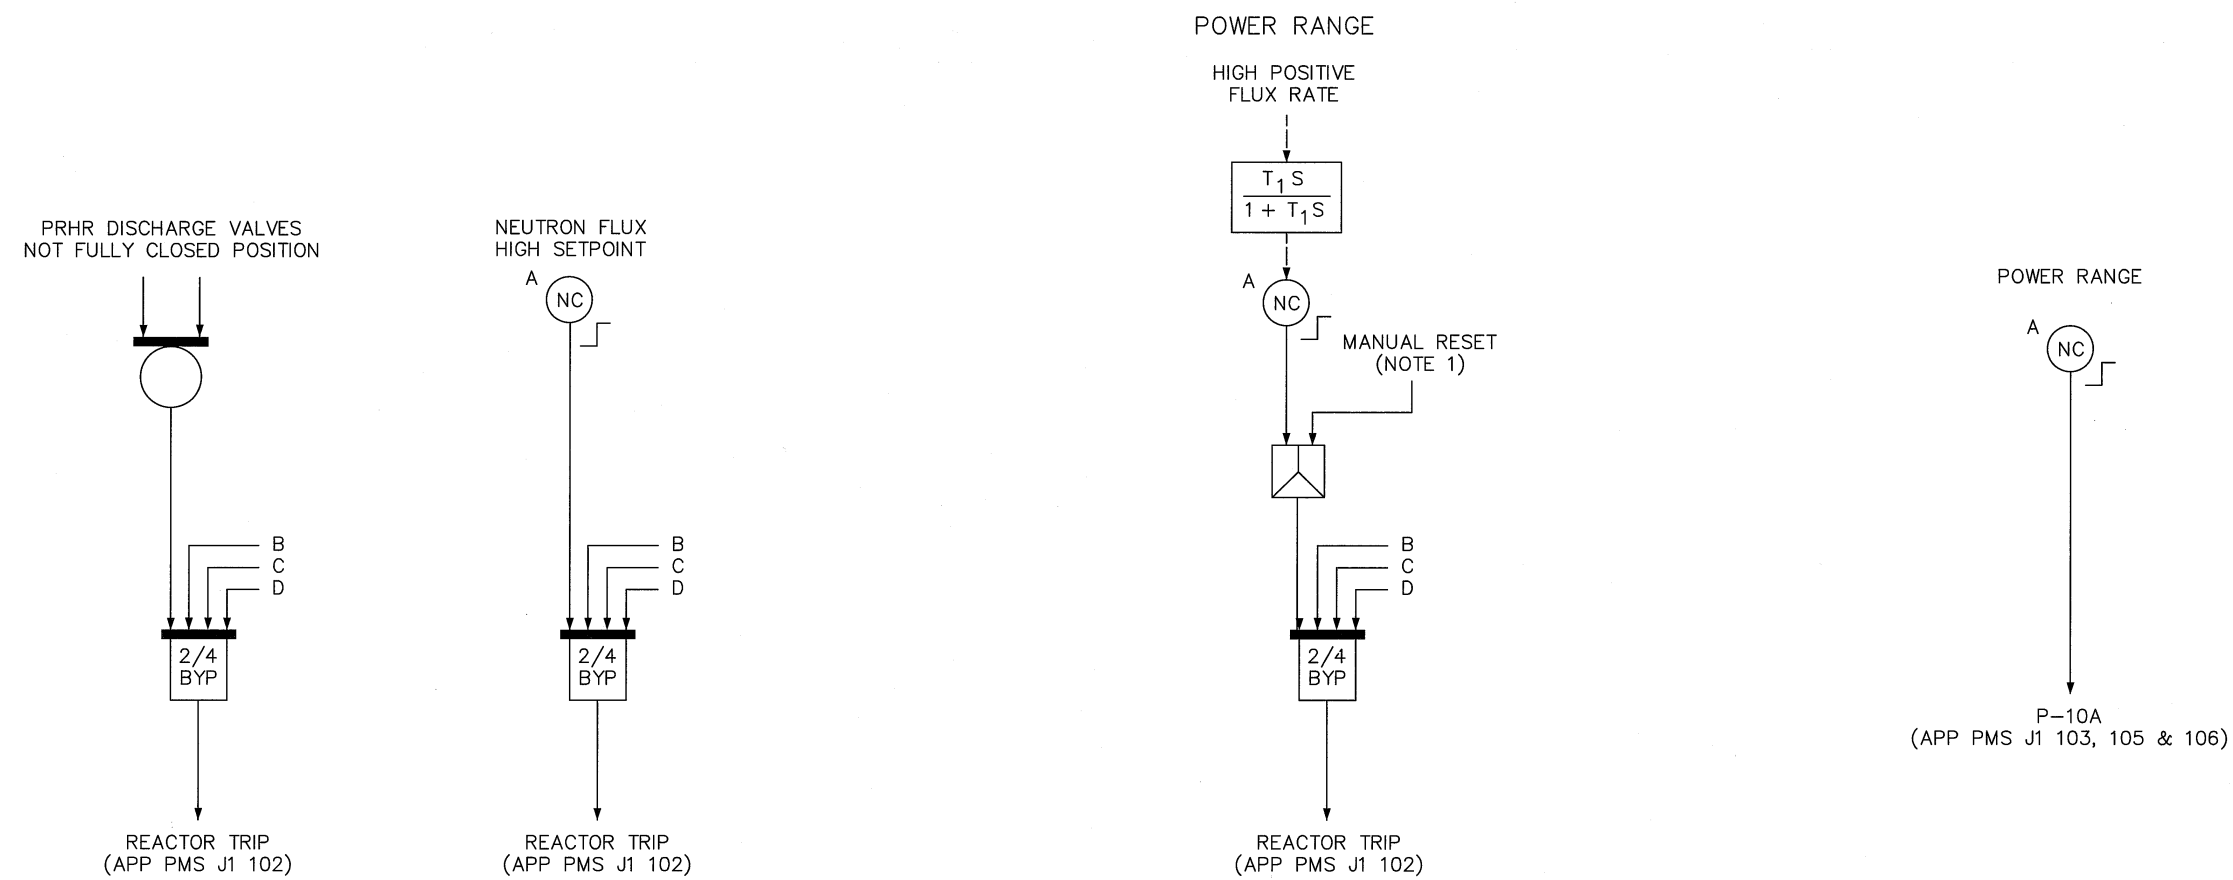 PRHR DISCHARGE VALVES
NOT FULLY CLOSED POSITION
B
C
D
2/4
BYP
REACTOR TRIP
(APP PMS J1 102)
NEUTRON FLUX
HIGH SETPOINT
A
NC
B
C
D
2/4
BYP
REACTOR TRIP
(APP PMS J1 102)
POWER RANGE
HIGH POSITIVE
FLUX RATE
T1 S
1 + T1S
A
NC
MANUAL RESET
(NOTE 1)
B
C
D
2/4
BYP
REACTOR TRIP
(APP PMS J1 102)
POWER RANGE
A
NC
P-10A
(APP PMS J1 103, 105 & 106)